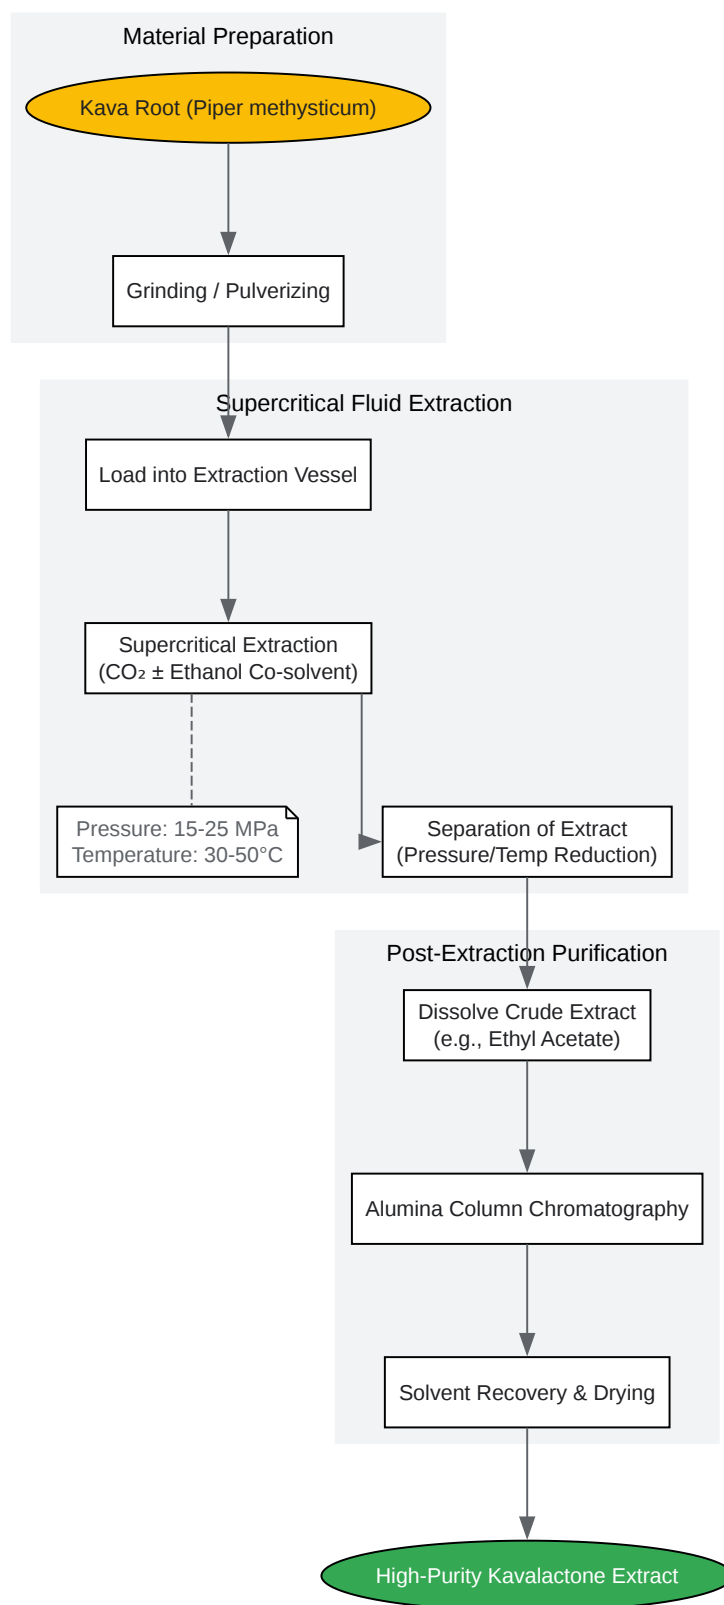 Material Preparation
Kava Root (Piper methysticum)
Grinding / Pulverizing
Supercritical Fluid Extraction
Load into Extraction Vessel
Supercritical Extraction
(CO₂ ± Ethanol Co-solvent)
Pressure: 15-25 MPa
Temperature: 30-50°C
Separation of Extract
(Pressure/Temp Reduction)
Post-Extraction Purification
Dissolve Crude Extract
(e.g., Ethyl Acetate)
Alumina Column Chromatography
Solvent Recovery & Drying
High-Purity Kavalactone Extract